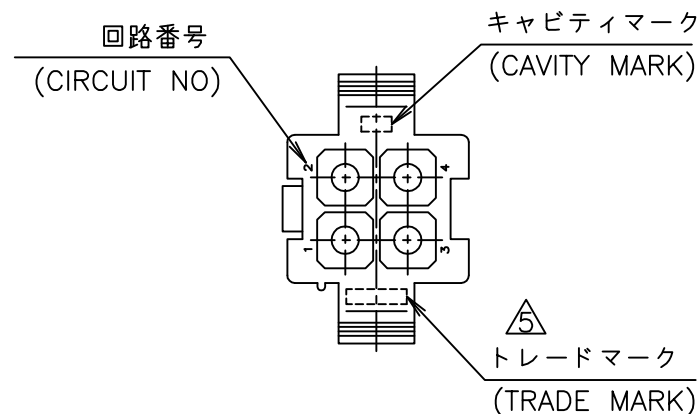 回路番号
(CIRCUIT NO)
キャビティマーク
(CAVITY MARK)
2
4
1
3
5
トレードマーク
(TRADE MARK)